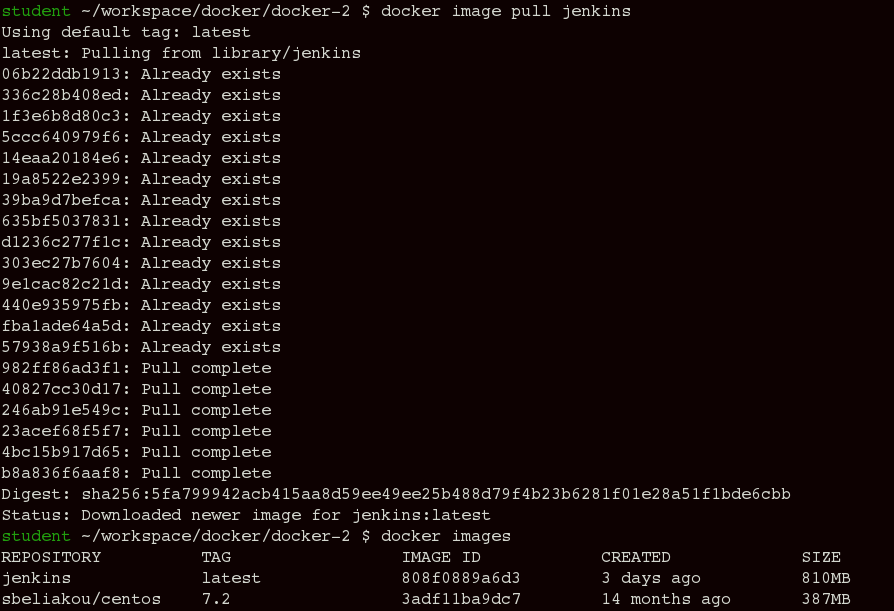 student ~/workspace/docker/docker-2 $ docker image pull jenkins
Using default tag: latest
latest: Pulling from library/jenkins
06b22ddb1913: Already exists
336c28b408ed: Already exists
1f3e6b8d80c3: Already exists
5ccc640979f6: Already exists
14eaa20184e6: Already exists
19a8522e2399: Already exists
39ba9d7befca: Already exists
635bf5037831: Already exists
d1236c277f1c: Already exists
303ec27b7604: Already exists
9e1cac82c21d: Already exists
440e935975fb: Already exists
fba1ade64a5d: Already exists
57938a9f516b: Already exists
982ff86ad3f1: Pull complete
40827cc30d17: Pull complete
246ab91e549c: Pull complete
23acef68f5f7: Pull complete
4bc15b917d65: Pull complete
b8a836f6aaf8: Pull complete
Digest: sha256:5fa799942acb415aa8d59ee49ee25b488d79f4b23b6281f01e28a51f1bde6cbb
Status: Downloaded newer image for jenkins:latest
student ~/workspace/docker/docker-2 $ docker images
REPOSITORY TAG IMAGE ID CREATED SIZE
jenkins latest 808f0889a6d3 3 days ago 810MB
sbeliakou/centos 7.2 3adf11ba9dc7 14 months ago 387MB